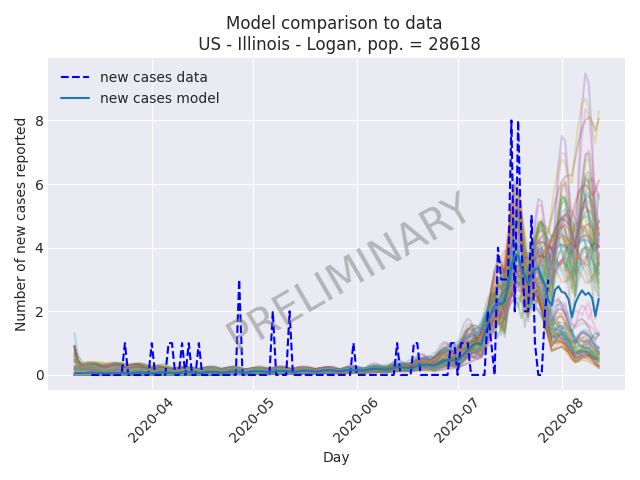 Model comparison to data
US - Illinois - Logan, pop. = 28618
new cases data
new cases model
Number of new cases reported
8
6
4
2
0
PRELIMINARY
2020-04
2020-05
2020-06
2020-07
2020-08
Day